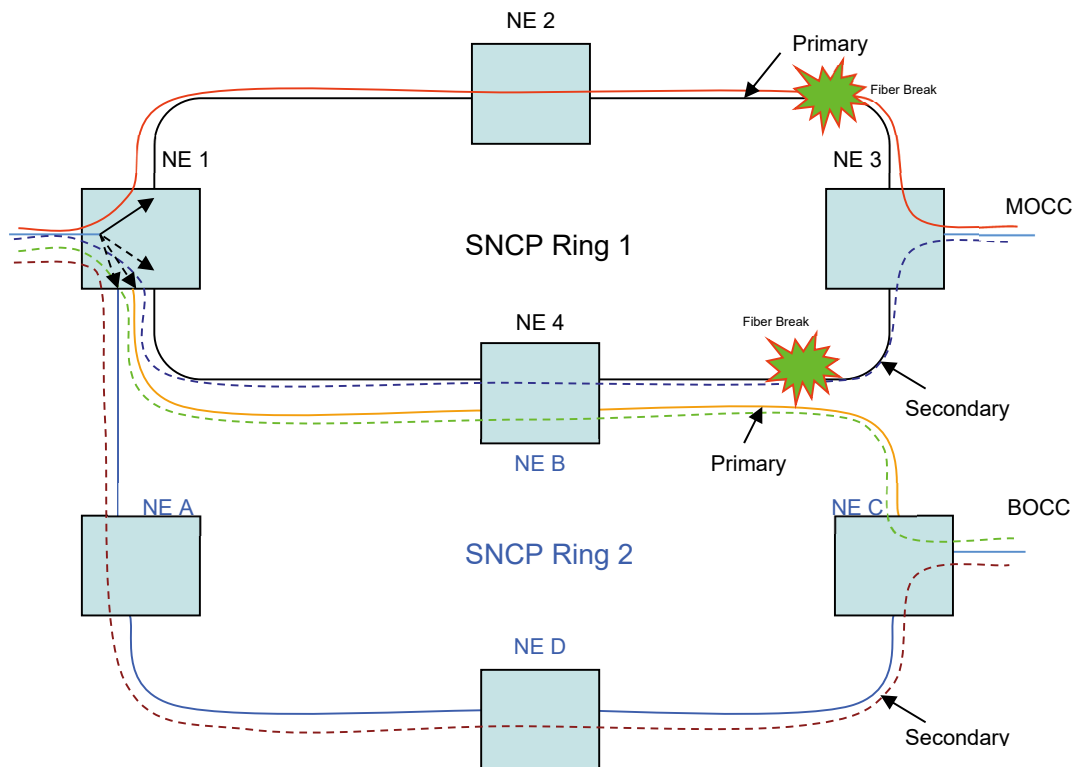 NE 2
Primary
Fiber Break
NE 1
NE 3
MOCC
SNCP Ring 1
NE 4
Fiber Break
Secondary
Primary
NE B
NE A
NE C
BOCC
SNCP Ring 2
NE D
Secondary